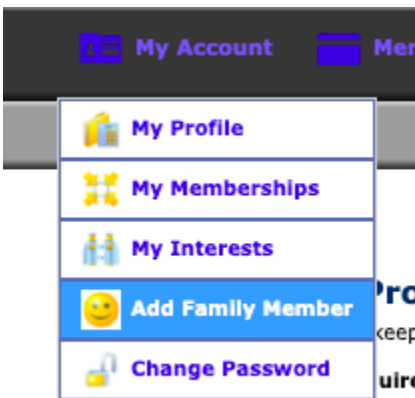 My Account
My Profile
My Memberships
My Interests
Add Family Member
Change Password